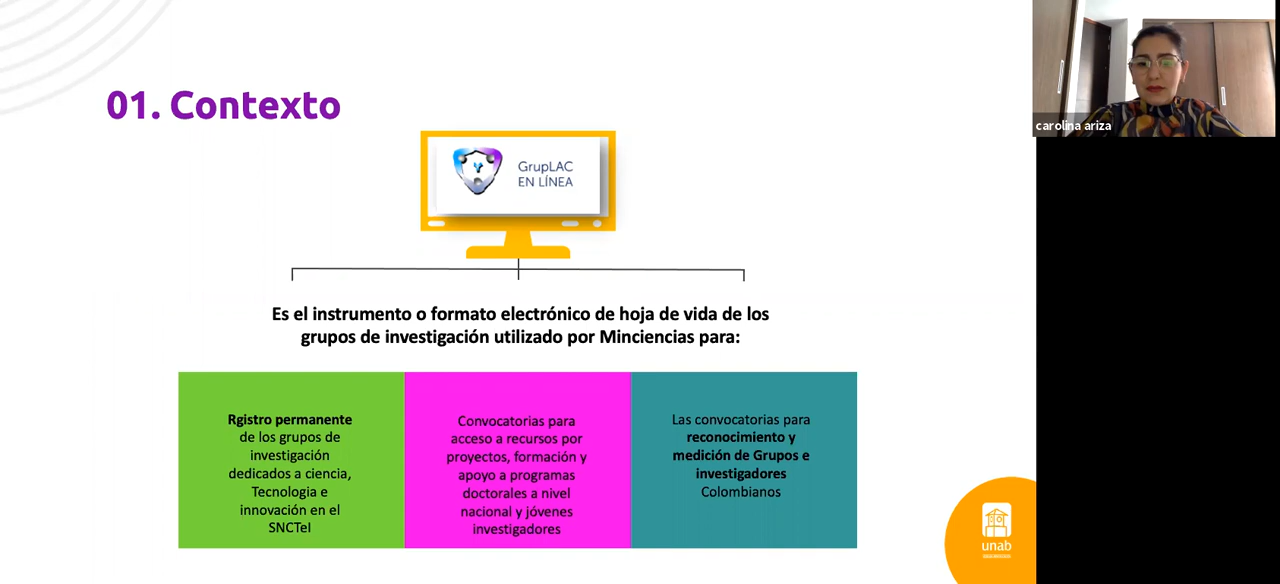 01. Contexto
carolina ariza
GrupLAC
EN LÍNEA
Es el instrumento o formato electrónico de hoja de vida de los
grupos de investigación utilizado por Minciencias para:
Rgistro permanente
de los grupos de
investigación
dedicados a ciencia,
Tecnologia e
innovación en el
SNCTeI
Convocatorias para
acceso a recursos por
proyectos, formación y
apoyo a programas
doctorales a nivel
nacional y jóvenes
investigadores
Las convocatorias para
reconocimiento y
medición de Grupos e
investigadores
Colombianos
unab